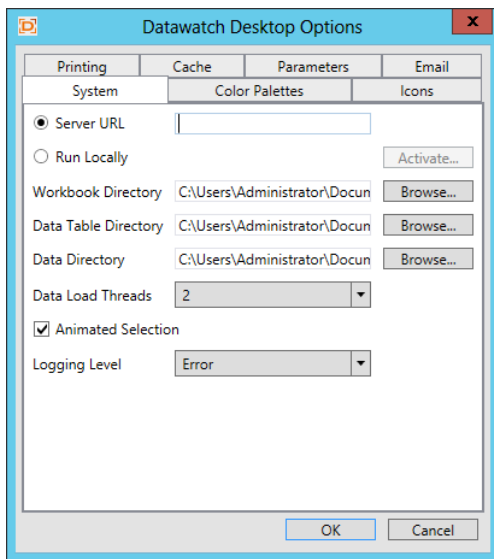 Datawatch Desktop Options
x
Printing Cache Parameters Email
System Color Palettes Icons
Server URL
Run Locally Activate...
Workbook Directory C:\Users\Administrator\Docun Browse...
Data Table Directory C:\Users\Administrator\Docun Browse...
Data Directory C:\Users\Administrator\Docun Browse...
Data Load Threads 2
Animated Selection
Logging Level Error
OK Cancel